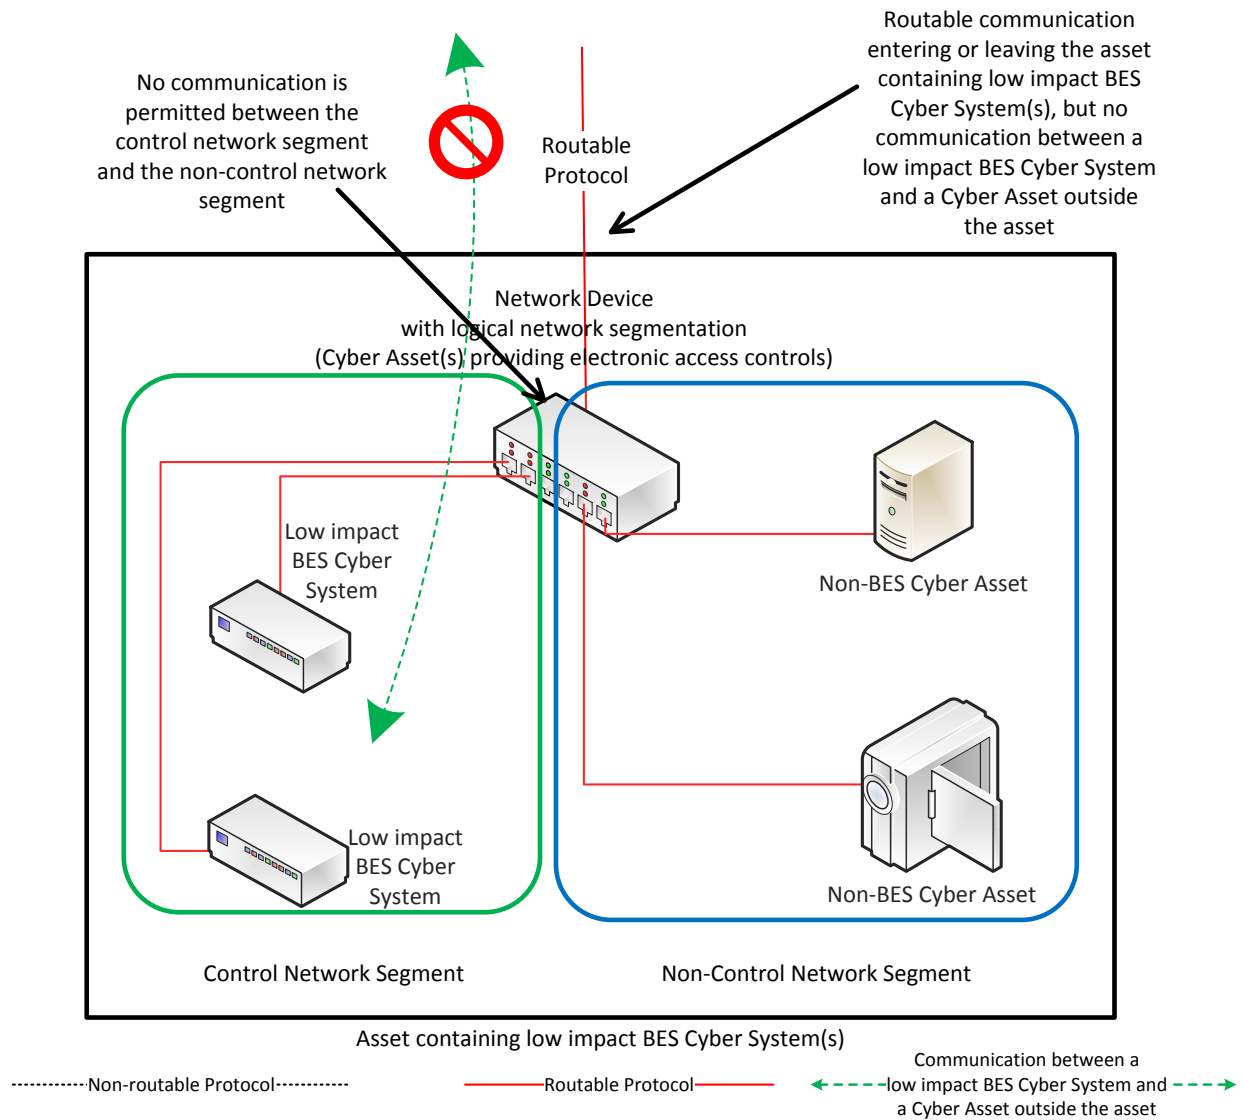 No communication is
permitted between the
control network segment
and the non-control network
segment
Routable
Protocol
Routable communication
entering or leaving the asset
containing low impact BES
Cyber System(s), but no
communication between a
low impact BES Cyber System
and a Cyber Asset outside
the asset
Network Device
with logical network segmentation
(Cyber Asset(s) providing electronic access controls)
Low impact
BES Cyber
System
Non-BES Cyber Asset
Low impact
BES Cyber
System
Non-BES Cyber Asset
Control Network Segment
Non-Control Network Segment
Asset containing low impact BES Cyber System(s)
Non-routable Protocol
Routable Protocol
Communication between a
low impact BES Cyber System and
a Cyber Asset outside the asset